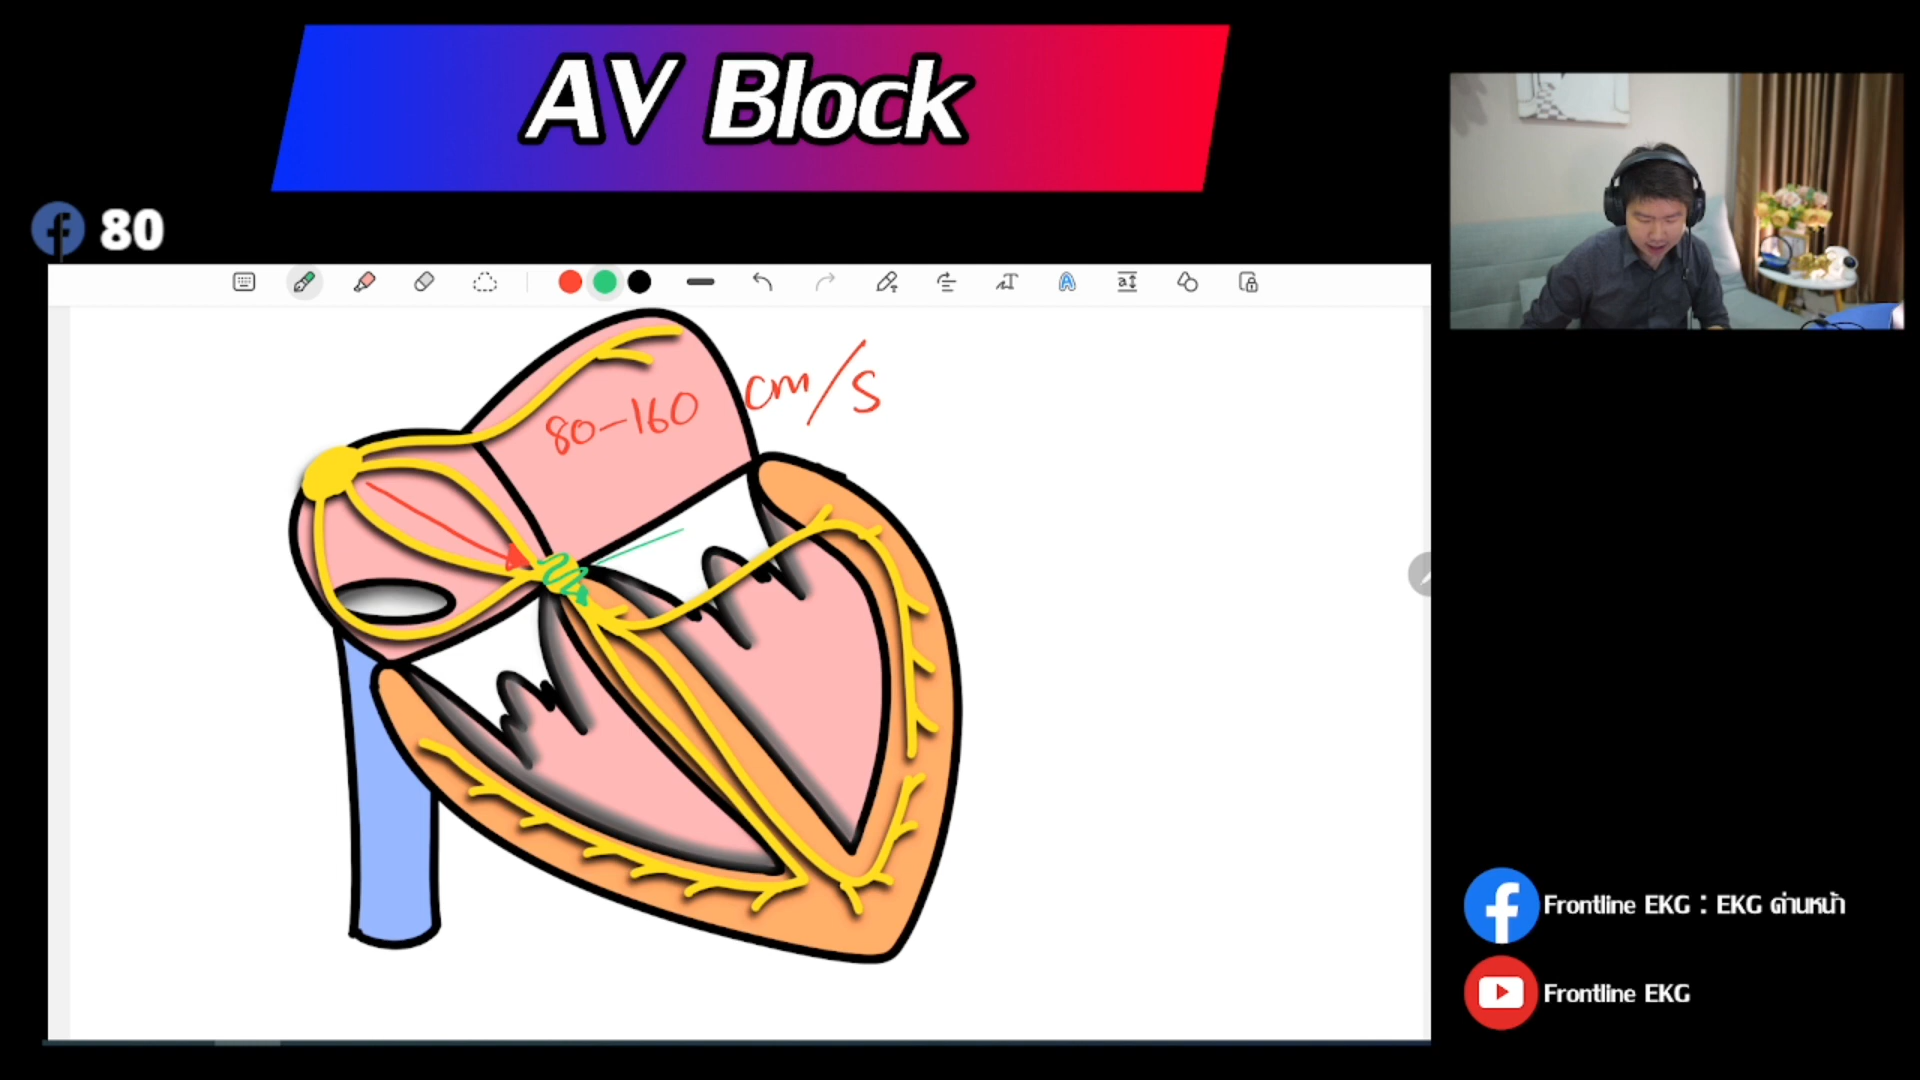 AV Block
80
80-160 cm/s
Frontline EKG : EKG ด่านหน้า
Frontline EKG